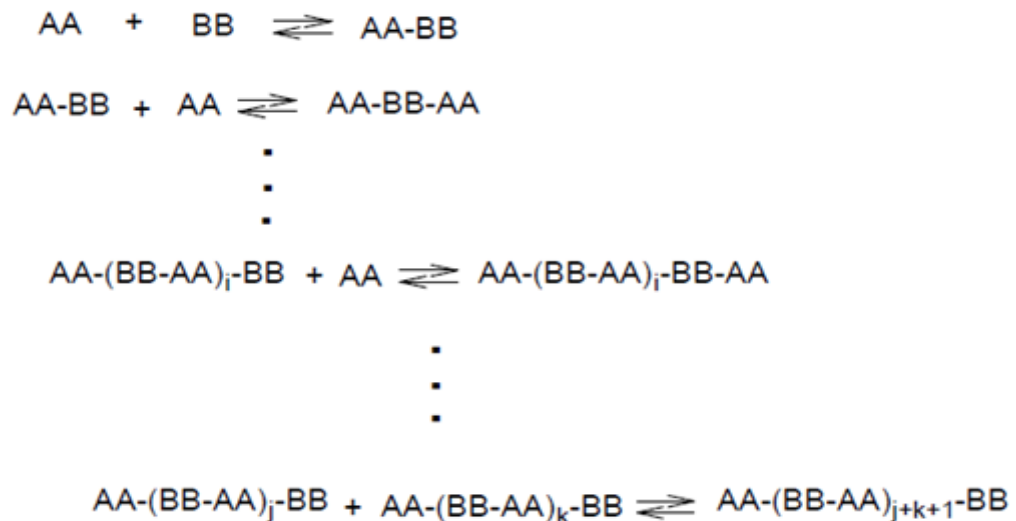 AA + BB ⇌ AA-BB
AA-BB + AA ⇌ AA-BB-AA
AA-(BB-AA)i-BB + AA ⇌ AA-(BB-AA)i-BB-AA
AA-(BB-AA)j-BB + AA-(BB-AA)k-BB ⇌ AA-(BB-AA)j+k+1-BB